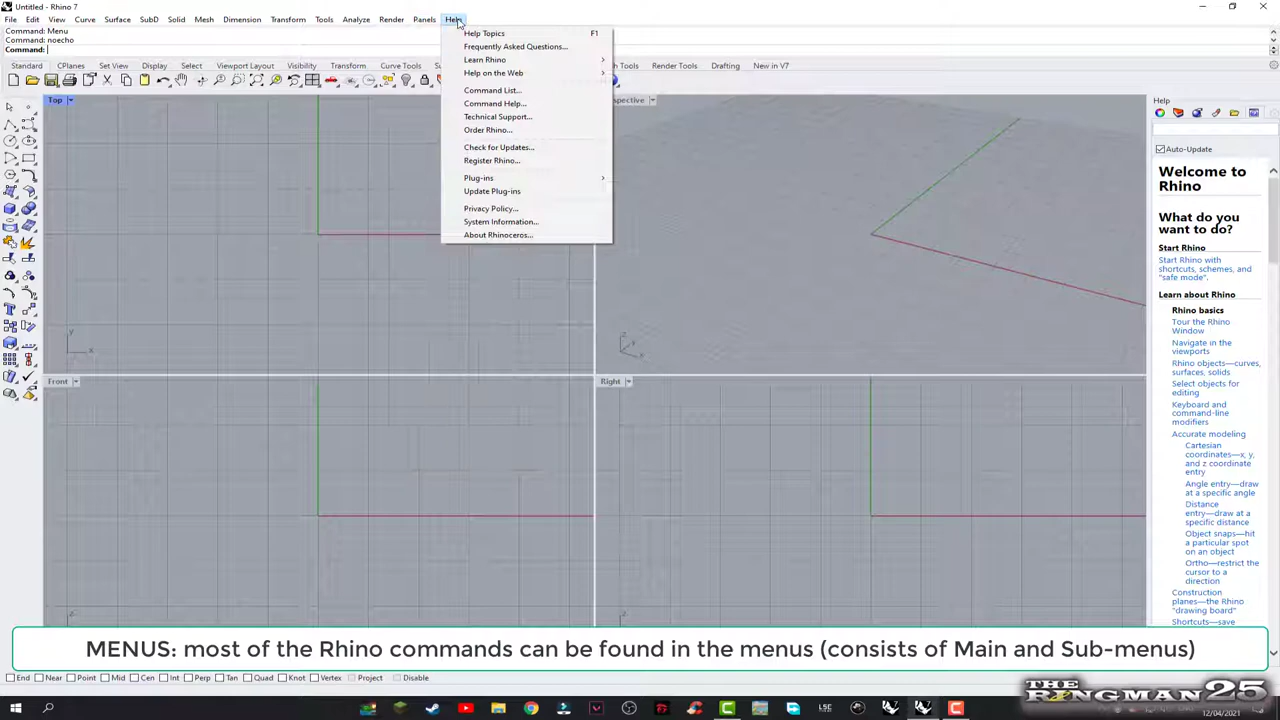 Untitled - Rhino 7
File Edit View Curve Surface SubD Solid Mesh Dimension Transform Tools Analyze Render Panels Help
Command: Menu
Command: noecho
Command:
Standard CPlanes Set View Display Select Viewport Layout Visibility Transform Curve Tools Tools Render Tools Drafting New in V7
Help Topics F1
Frequently Asked Questions...
Learn Rhino
Help on the Web
Command List...
Command Help...
Technical Support...
Order Rhino...
Check for Updates...
Register Rhino...
Plug-ins
Update Plug-ins
Privacy Policy...
System Information...
About Rhinoceros...
Top
spective
Front
Right
y
x
z
y
x
z
z
Help
Auto-Update
Welcome to
Rhino
What do you
want to do?
Start Rhino
Start Rhino with
shortcuts, schemes, and
"safe mode".
Learn about Rhino
Rhino basics
Tour the Rhino
Window
Navigate in the
viewports
Rhino objects—curves,
surfaces, solids
Select objects for
editing
Keyboard and
command-line
modifiers
Accurate modeling
Cartesian
coordinates—x, y,
and z coordinate
entry
Angle entry—draw
at a specific angle
Distance
entry—draw at a
specific distance
Object snaps—hit
a particular spot
on an object
Ortho—restrict the
cursor to a
direction
Construction
planes—the Rhino
"drawing board"
Shortcuts—save
MENUS: most of the Rhino commands can be found in the menus (consists of Main and Sub-menus)
End Near Point Mid Cen Int Perp Tan Quad Knot Vertex Project Disable
THE RINGMAN 25
12/04/2021